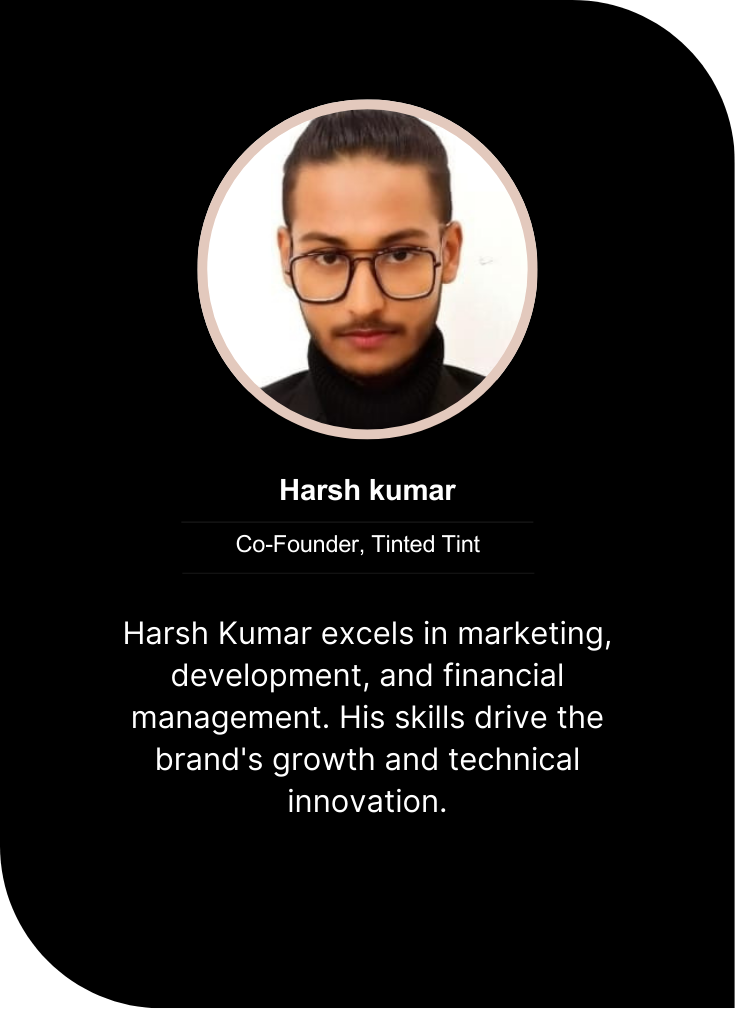 Harsh kumar
Co-Founder, Tinted Tint
Harsh Kumar excels in marketing,
development, and financial
management. His skills drive the
brand's growth and technical
innovation.